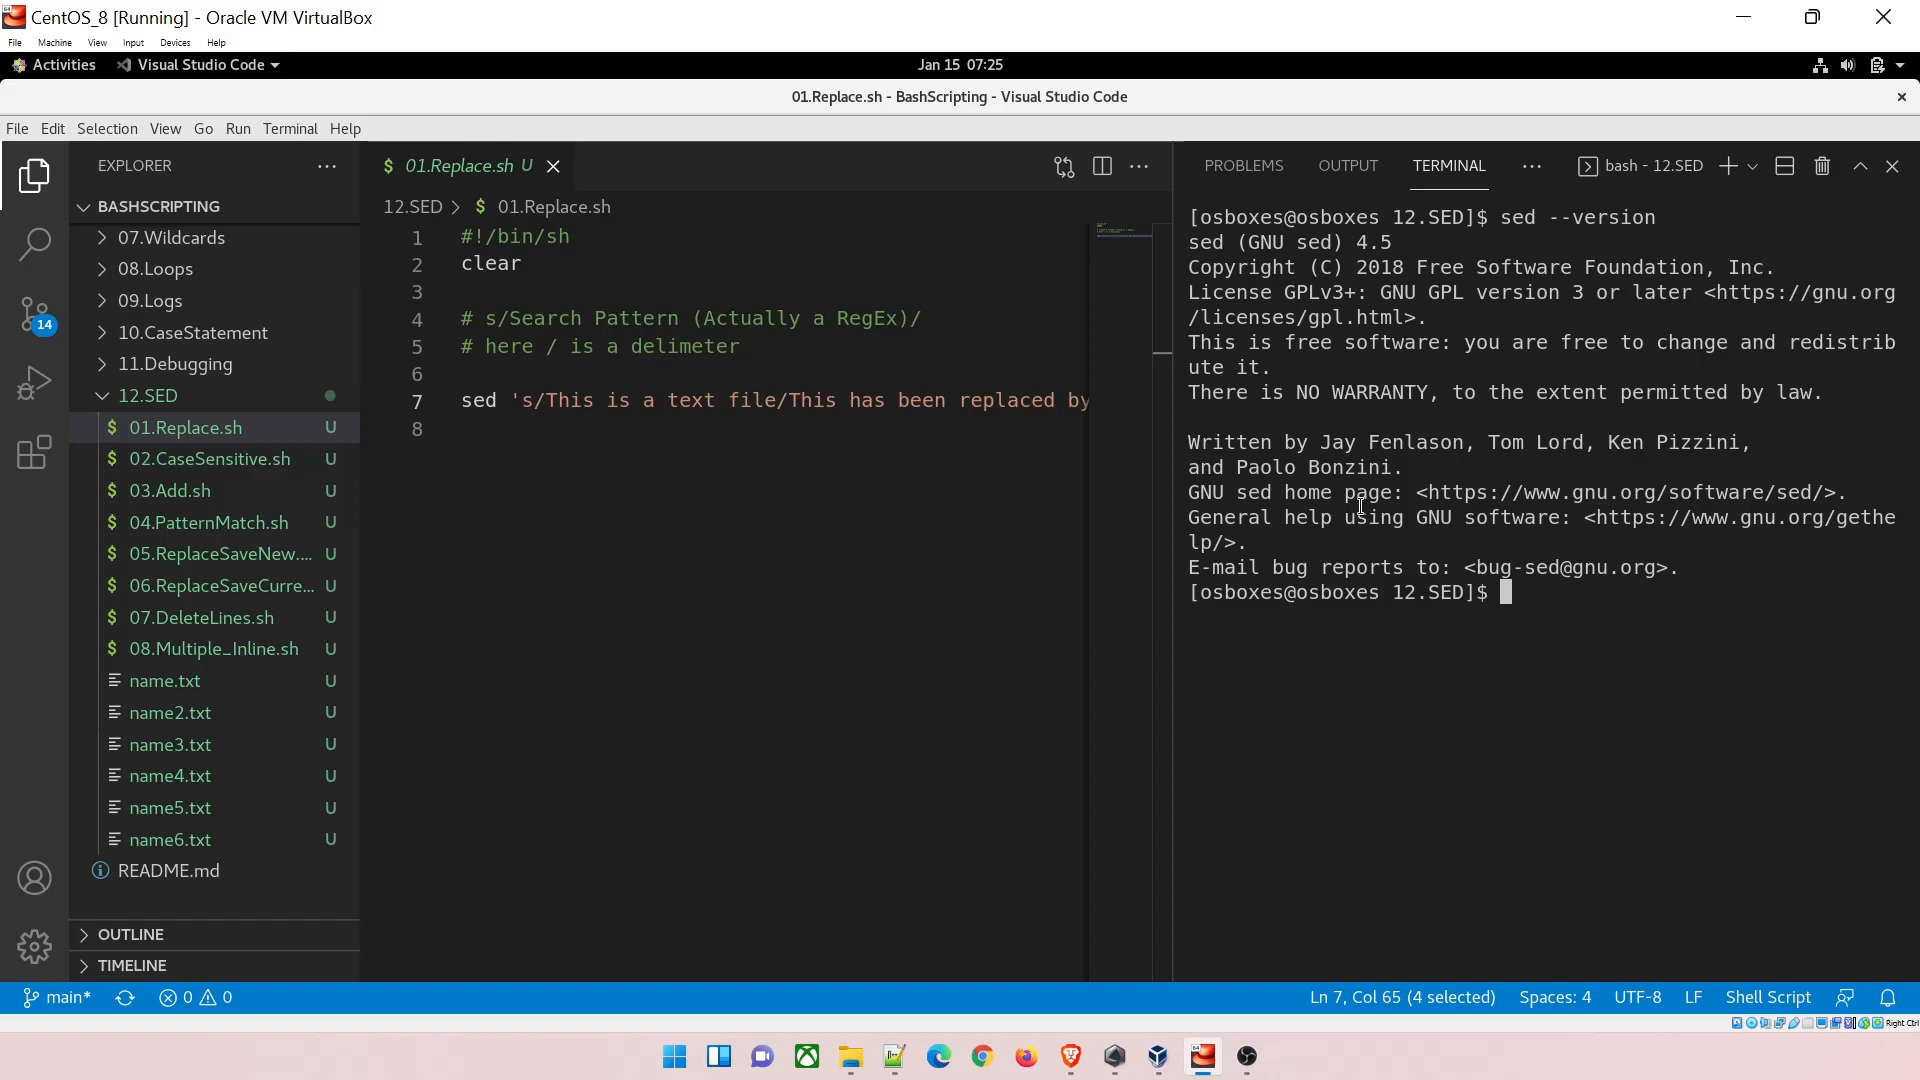 CentOS_8 [Running] - Oracle VM VirtualBox
File Machine View Input Devices Help
Activities Visual Studio Code Jan 15 07:25
01.Replace.sh - BashScripting - Visual Studio Code
File Edit Selection View Go Run Terminal Help
EXPLORER
BASHSCRIPTING
07.Wildcards
08.Loops
09.Logs
10.CaseStatement
11.Debugging
12.SED
$ 01.Replace.sh U
$ 02.CaseSensitive.sh U
$ 03.Add.sh U
$ 04.PatternMatch.sh U
$ 05.ReplaceSaveNew.... U
$ 06.ReplaceSaveCurre... U
$ 07.DeleteLines.sh U
$ 08.Multiple_Inline.sh U
name.txt U
name2.txt U
name3.txt U
name4.txt U
name5.txt U
name6.txt U
README.md
OUTLINE
TIMELINE
14
$ 01.Replace.sh U
12.SED > $ 01.Replace.sh
1 #!/bin/sh
2 clear
3
4 # s/Search Pattern (Actually a RegEx)/
5 # here / is a delimeter
6
7 sed 's/This is a text file/This has been replaced by
8
PROBLEMS OUTPUT TERMINAL ... bash - 12.SED
[osboxes@osboxes 12.SED]$ sed --version
sed (GNU sed) 4.5
Copyright (C) 2018 Free Software Foundation, Inc.
License GPLv3+: GNU GPL version 3 or later <https://gnu.org
/licenses/gpl.html>.
This is free software: you are free to change and redistrib
ute it.
There is NO WARRANTY, to the extent permitted by law.
Written by Jay Fenlason, Tom Lord, Ken Pizzini,
and Paolo Bonzini.
GNU sed home page: <https://www.gnu.org/software/sed/>.
General help using GNU software: <https://www.gnu.org/gethe
lp/>.
E-mail bug reports to: <bug-sed@gnu.org>.
[osboxes@osboxes 12.SED]$
main* 0 0 Ln 7, Col 65 (4 selected) Spaces: 4 UTF-8 LF Shell Script
Right Ctrl